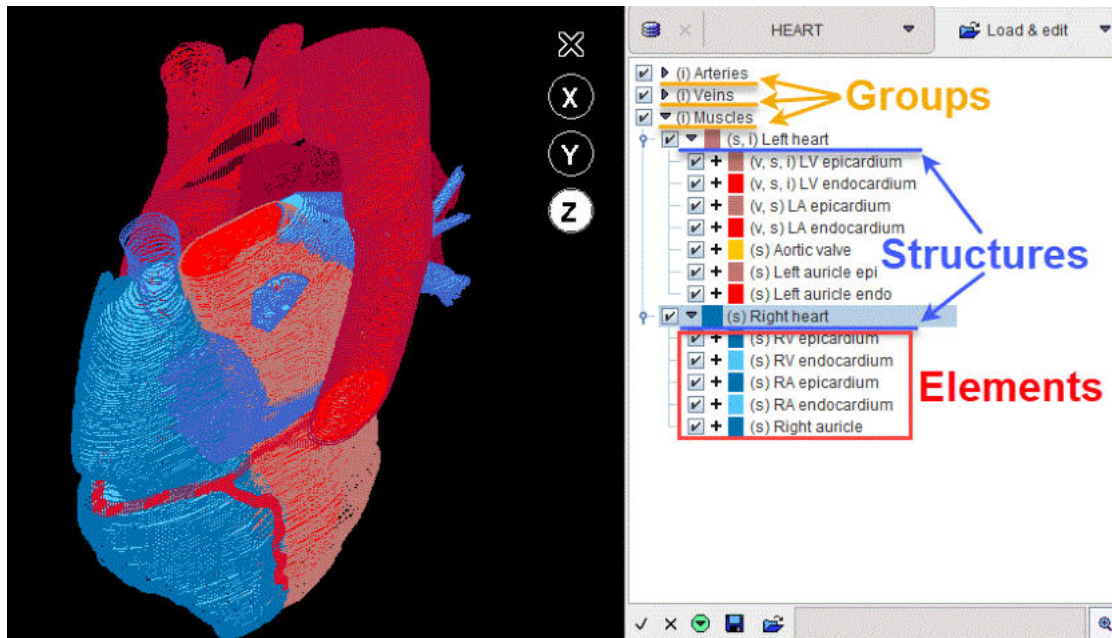 HEART
Load & edit
(i) Arteries
(i) Veins
(i) Muscles
Groups
(s, i) Left heart
(v, s, i) LV epicardium
(v, s, i) LV endocardium
(v, s) LA epicardium
(v, s) LA endocardium
(s) Aortic valve
(s) Left auricle epi
(s) Left auricle endo
Structures
(s) Right heart
(s) RV epicardium
(s) RV endocardium
(s) RA epicardium
(s) RA endocardium
(s) Right auricle
Elements
X
Y
Z